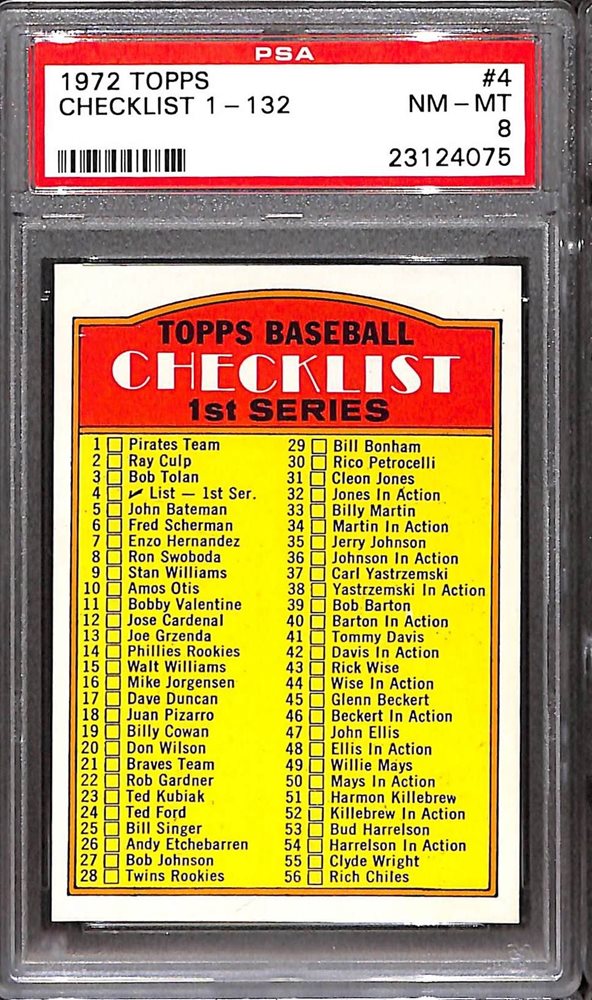 PSA
1972 TOPPS #4
CHECKLIST 1-132 NM-MT
8
23124075
TOPPS BASEBALL
CHECKLIST
1st SERIES
1 Pirates Team
2 Ray Culp
3 Bob Tolan
4 List — 1st Ser.
5 John Bateman
6 Fred Scherman
7 Enzo Hernandez
8 Ron Swoboda
9 Stan Williams
10 Amos Otis
11 Bobby Valentine
12 Jose Cardenal
13 Joe Grzenda
14 Phillies Rookies
15 Walt Williams
16 Mike Jorgensen
17 Dave Duncan
18 Juan Pizarro
19 Billy Cowan
20 Don Wilson
21 Braves Team
22 Rob Gardner
23 Ted Kubiak
24 Ted Ford
25 Bill Singer
26 Andy Etchebarren
27 Bob Johnson
28 Twins Rookies
29 Bill Bonham
30 Rico Petrocelli
31 Cleon Jones
32 Jones In Action
33 Billy Martin
34 Martin In Action
35 Jerry Johnson
36 Johnson In Action
37 Carl Yastrzemski
38 Yastrzemski In Action
39 Bob Barton
40 Barton In Action
41 Tommy Davis
42 Davis In Action
43 Rick Wise
44 Wise In Action
45 Glenn Beckert
46 Beckert In Action
47 John Ellis
48 Ellis In Action
49 Willie Mays
50 Mays In Action
51 Harmon Killebrew
52 Killebrew In Action
53 Bud Harrelson
54 Harrelson In Action
55 Clyde Wright
56 Rich Chiles